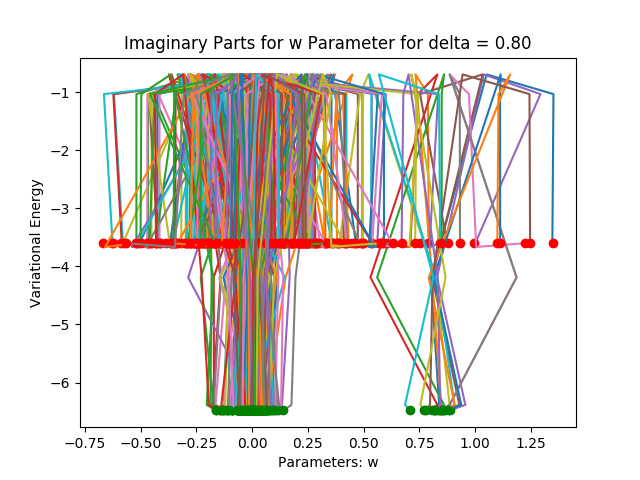 Imaginary Parts for w Parameter for delta = 0.80
Variational Energy
−1
−2
−3
−4
−5
−6
−0.75 −0.50 −0.25 0.00 0.25 0.50 0.75 1.00 1.25
Parameters: w